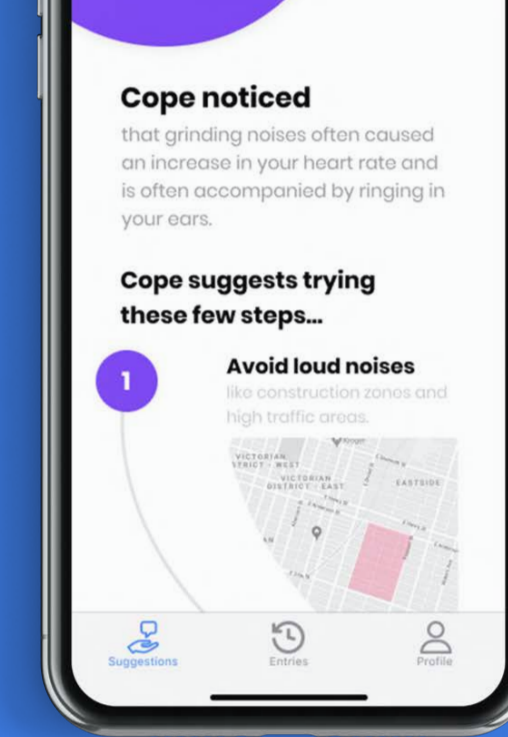 Cope noticed
that grinding noises often caused
an increase in your heart rate and
is often accompanied by ringing in
your ears.
Cope suggests trying
these few steps...
1
Avoid loud noises
like construction zones and
high traffic areas.
Kroger
VICTORIAN
DISTRICT - WEST
VICTORIAN
DISTRICT - EAST
EASTSIDE
Suggestions
Entries
Profile